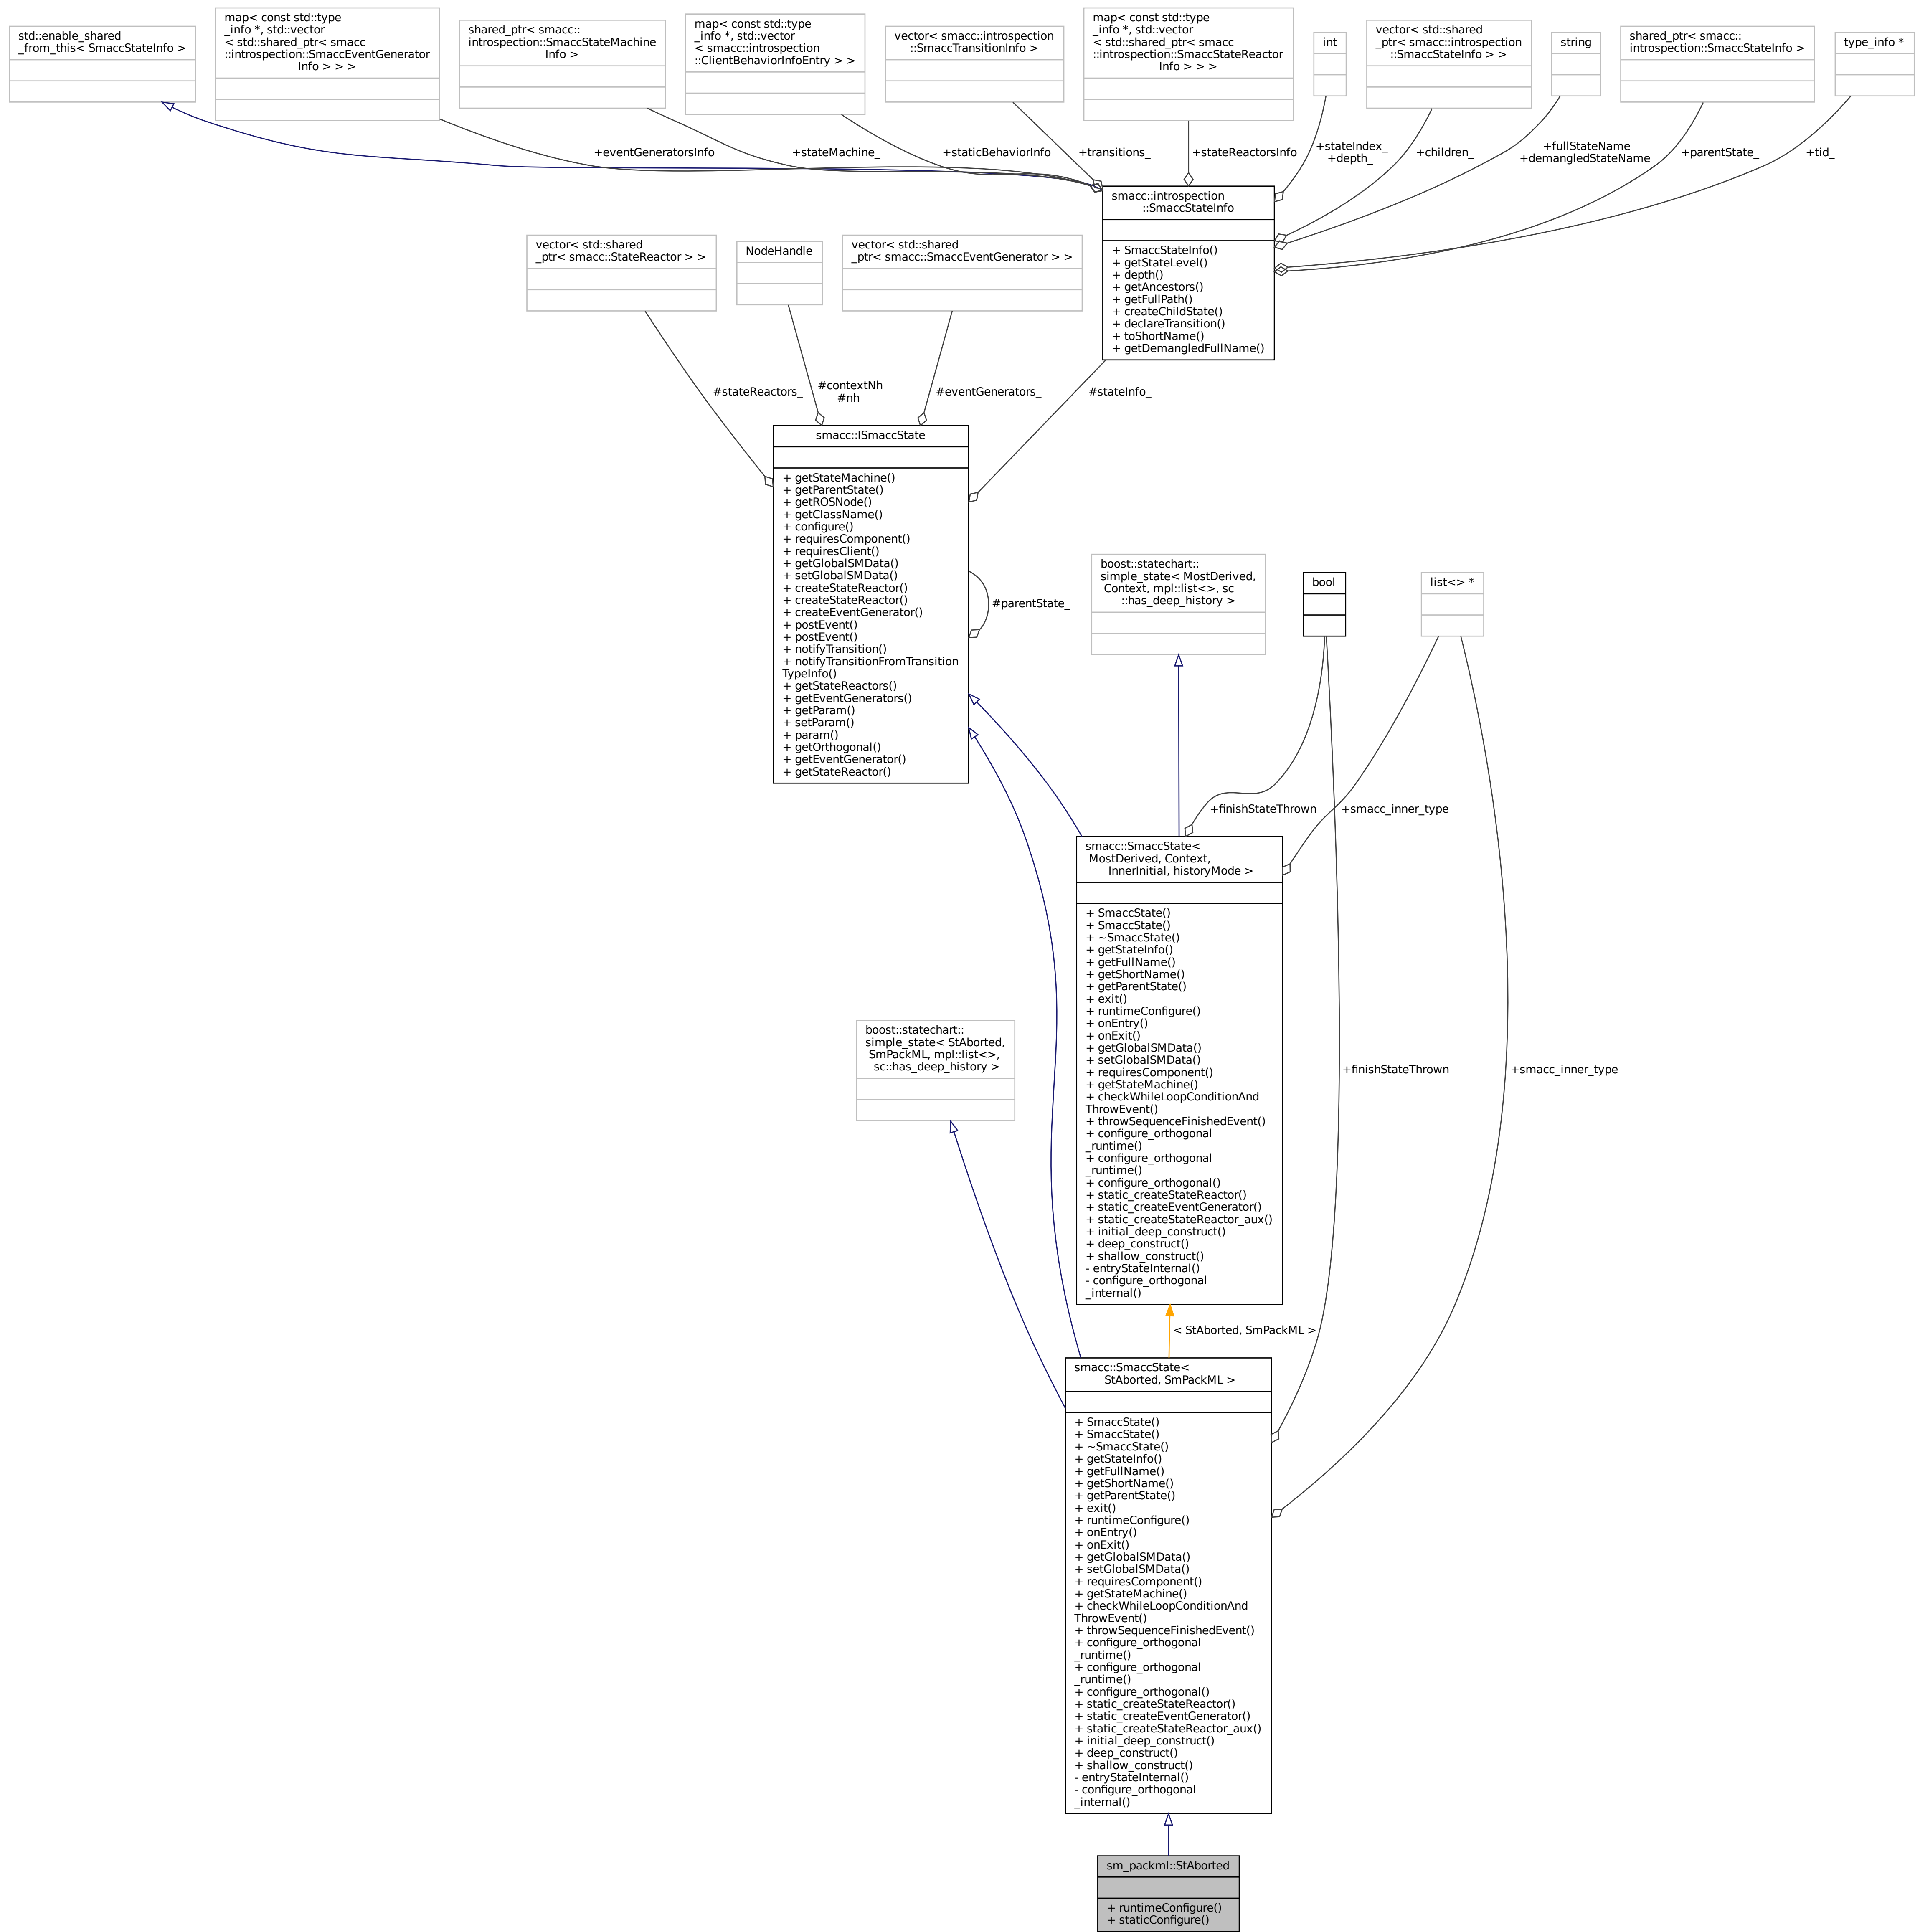 std::enable_shared
_from_this< SmaccStateInfo >
map< const std::type
_info *, std::vector
< std::shared_ptr< smacc
::introspection::SmaccEventGenerator
Info > > >
shared_ptr< smacc::
introspection::SmaccStateMachine
Info >
map< const std::type
_info *, std::vector
< smacc::introspection
::ClientBehaviorInfoEntry > >
vector< smacc::introspection
::SmaccTransitionInfo >
map< const std::type
_info *, std::vector
< std::shared_ptr< smacc
::introspection::SmaccStateReactor
Info > > >
int
vector< std::shared
_ptr< smacc::introspection
::SmaccStateInfo > >
string
shared_ptr< smacc::
introspection::SmaccStateInfo >
type_info *
+eventGeneratorsInfo
+stateMachine_
+staticBehaviorInfo
+transitions_
+stateReactorsInfo
+stateIndex_
+depth_
+children_
+fullStateName
+demangledStateName
+parentState_
+tid_
smacc::introspection
::SmaccStateInfo
+ SmaccStateInfo()
+ getStateLevel()
+ depth()
+ getAncestors()
+ getFullPath()
+ createChildState()
+ declareTransition()
+ toShortName()
+ getDemangledFullName()
vector< std::shared
_ptr< smacc::StateReactor > >
NodeHandle
vector< std::shared
_ptr< smacc::SmaccEventGenerator > >
#stateReactors_
#contextNh
#nh
#eventGenerators_
#stateInfo_
smacc::ISmaccState
+ getStateMachine()
+ getParentState()
+ getROSNode()
+ getClassName()
+ configure()
+ requiresComponent()
+ requiresClient()
+ getGlobalSMData()
+ setGlobalSMData()
+ createStateReactor()
+ createStateReactor()
+ createEventGenerator()
+ postEvent()
+ postEvent()
+ notifyTransition()
+ notifyTransitionFromTransition
TypeInfo()
+ getStateReactors()
+ getEventGenerators()
+ getParam()
+ setParam()
+ param()
+ getOrthogonal()
+ getEventGenerator()
+ getStateReactor()
#parentState_
boost::statechart::
simple_state< MostDerived,
Context, mpl::list<>, sc
::has_deep_history >
bool
list<> *
+finishStateThrown
+smacc_inner_type
smacc::SmaccState<
MostDerived, Context,
InnerInitial, historyMode >
+ SmaccState()
+ SmaccState()
+ ~SmaccState()
+ getStateInfo()
+ getFullName()
+ getShortName()
+ getParentState()
+ exit()
+ runtimeConfigure()
+ onEntry()
+ onExit()
+ getGlobalSMData()
+ setGlobalSMData()
+ requiresComponent()
+ getStateMachine()
+ checkWhileLoopConditionAnd
ThrowEvent()
+ throwSequenceFinishedEvent()
+ configure_orthogonal
_runtime()
+ configure_orthogonal
_runtime()
+ configure_orthogonal()
+ static_createStateReactor()
+ static_createEventGenerator()
+ static_createStateReactor_aux()
+ initial_deep_construct()
+ deep_construct()
+ shallow_construct()
- entryStateInternal()
- configure_orthogonal
_internal()
boost::statechart::
simple_state< StAborted,
SmPackML, mpl::list<>,
sc::has_deep_history >
+finishStateThrown
+smacc_inner_type
< StAborted, SmPackML >
smacc::SmaccState<
StAborted, SmPackML >
+ SmaccState()
+ SmaccState()
+ ~SmaccState()
+ getStateInfo()
+ getFullName()
+ getShortName()
+ getParentState()
+ exit()
+ runtimeConfigure()
+ onEntry()
+ onExit()
+ getGlobalSMData()
+ setGlobalSMData()
+ requiresComponent()
+ getStateMachine()
+ checkWhileLoopConditionAnd
ThrowEvent()
+ throwSequenceFinishedEvent()
+ configure_orthogonal
_runtime()
+ configure_orthogonal
_runtime()
+ configure_orthogonal()
+ static_createStateReactor()
+ static_createEventGenerator()
+ static_createStateReactor_aux()
+ initial_deep_construct()
+ deep_construct()
+ shallow_construct()
- entryStateInternal()
- configure_orthogonal
_internal()
sm_packml::StAborted
+ runtimeConfigure()
+ staticConfigure()